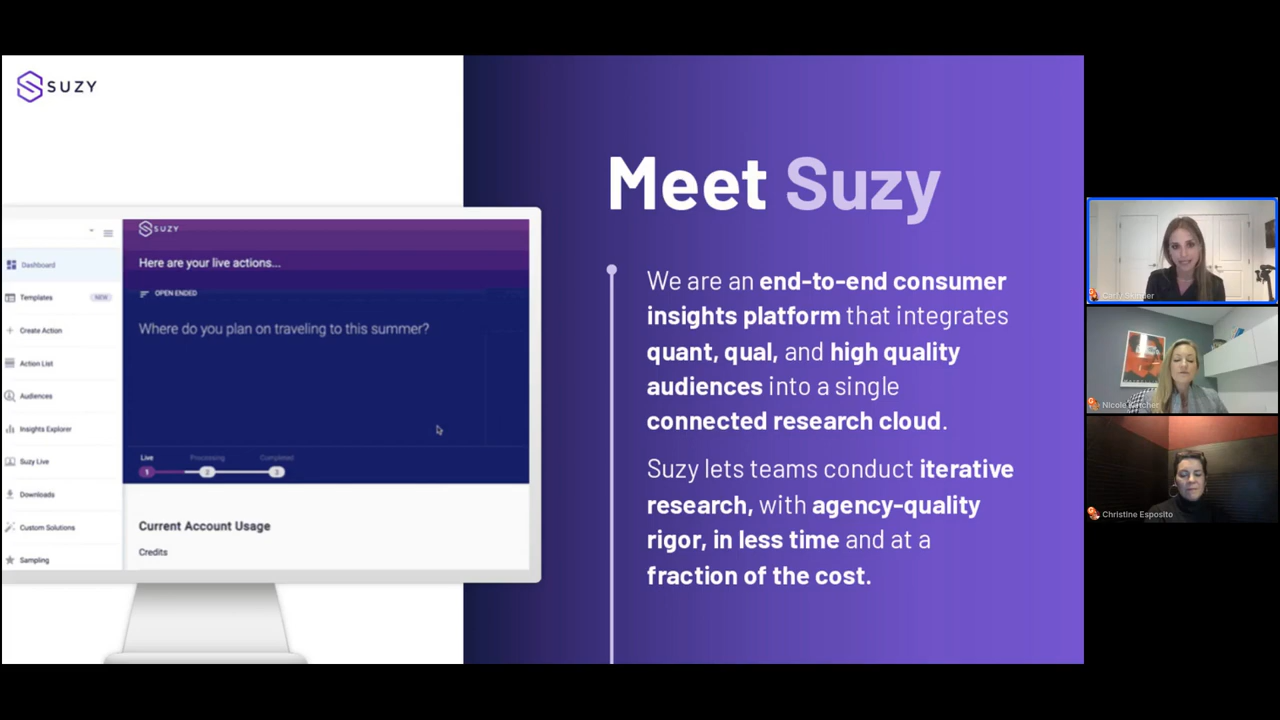 SUZY
Meet Suzy
We are an end-to-end consumer
insights platform that integrates
quant, qual, and high quality
audiences into a single
connected research cloud.
Suzy lets teams conduct iterative
research, with agency-quality
rigor, in less time and at a
fraction of the cost.
SUZY
Here are your live actions...
OPEN ENDED
Where do you plan on traveling to this summer?
Live
Processing
Completed
1
2
3
Current Account Usage
Credits
Dashboard
Templates
NEW
Create Action
Action List
Audiences
Insights Explorer
Suzy Live
Downloads
Custom Solutions
Sampling
Nicole
Christine Esposito